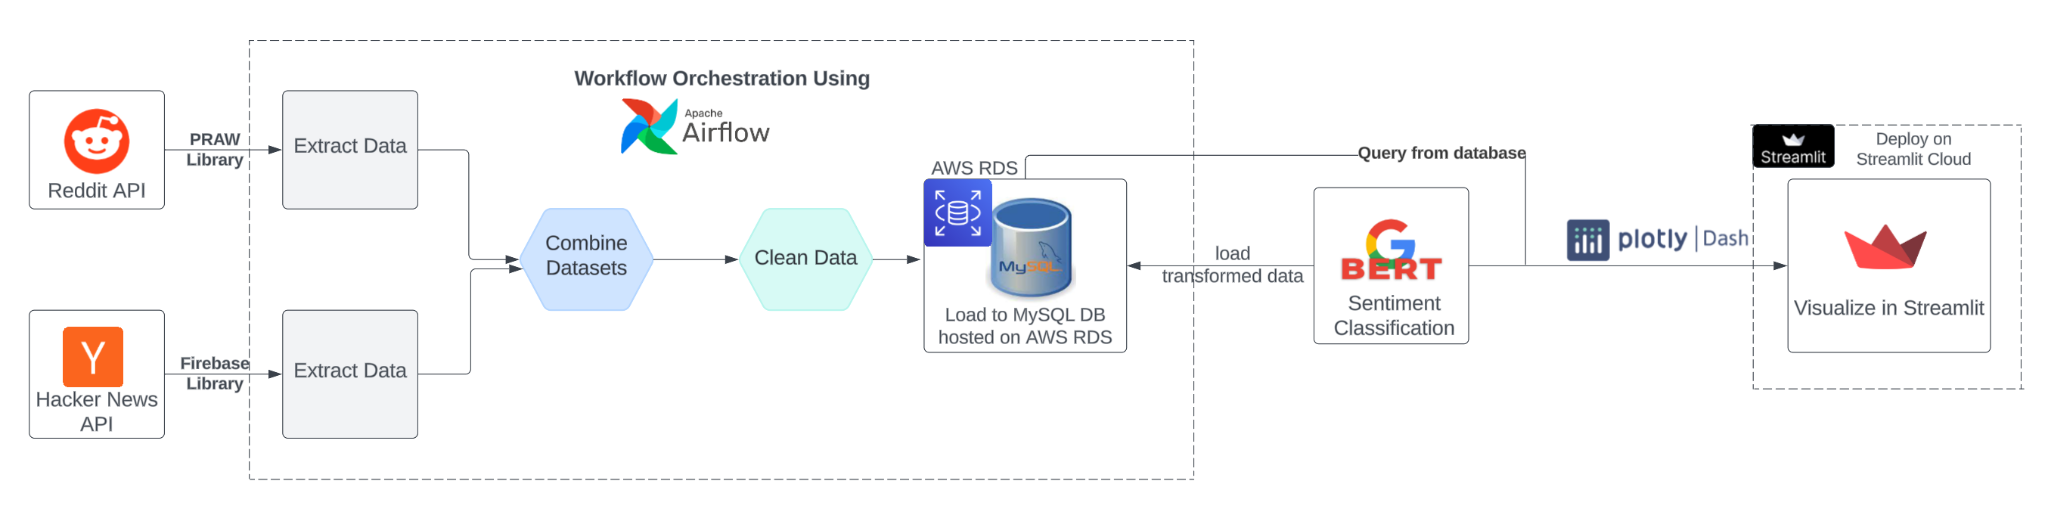 Workflow Orchestration Using
Apache
Airflow
Reddit API
PRAW
Library
Extract Data
Hacker News
API
Firebase
Library
Extract Data
Combine
Datasets
Clean Data
AWS RDS
MySQL
Load to MySQL DB
hosted on AWS RDS
Query from database
load
transformed data
BERT
Sentiment
Classification
plotly | Dash
Streamlit
Deploy on
Streamlit Cloud
Visualize in Streamlit